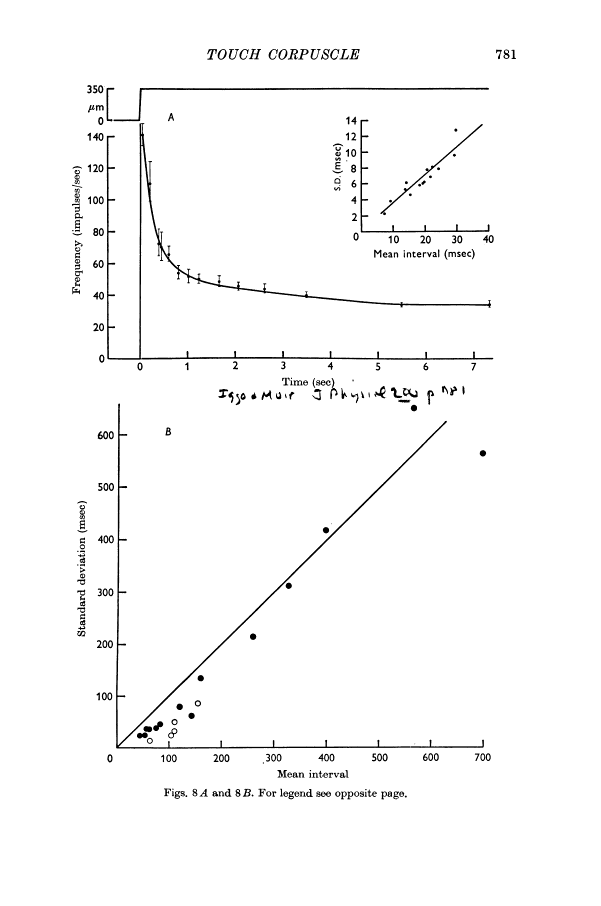 TOUCH CORPUSCLE 781
350
μm
0
A
140
120
100
80
60
40
20
0
Frequency (impulses/sec)
0 1 2 3 4 5 6 7
Time (sec)
14
12
10
8
6
4
2
S.D. (msec)
0 10 20 30 40
Mean interval (msec)
Iggo & Muir J Physiol 200 p 781
B
600
500
400
300
200
100
Standard deviation (msec)
0 100 200 300 400 500 600 700
Mean interval
Figs. 8A and 8B. For legend see opposite page.